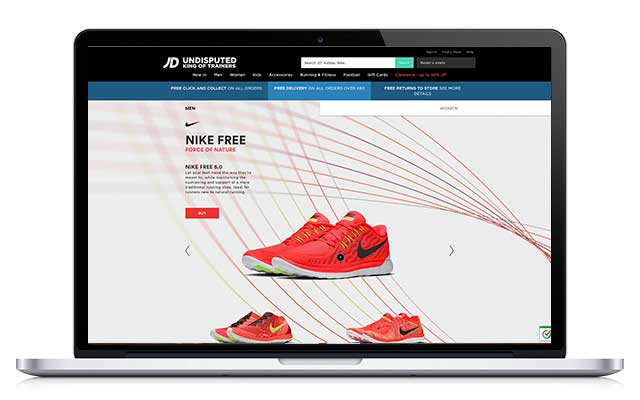 JD UNDISPUTED
KING OF TRAINERS
Sign In Find a Store Help
Search JD: Adidas, Nike...
Search
Basket is empty
New In Men Women Kids Accessories Running & Fitness Football Gift Cards Clearance - up to 50% off
FREE CLICK AND COLLECT ON ALL ORDERS
FREE DELIVERY ON ALL ORDERS OVER £60
FREE RETURNS TO STORE SEE MORE
DETAILS
MEN
WOMEN
NIKE FREE
FORCE OF NATURE
NIKE FREE 5.0
Let your feet move the way they're
meant to, while maintaining the
cushioning and support of a more
traditional running shoe. Ideal for
runners new to natural running.
BUY